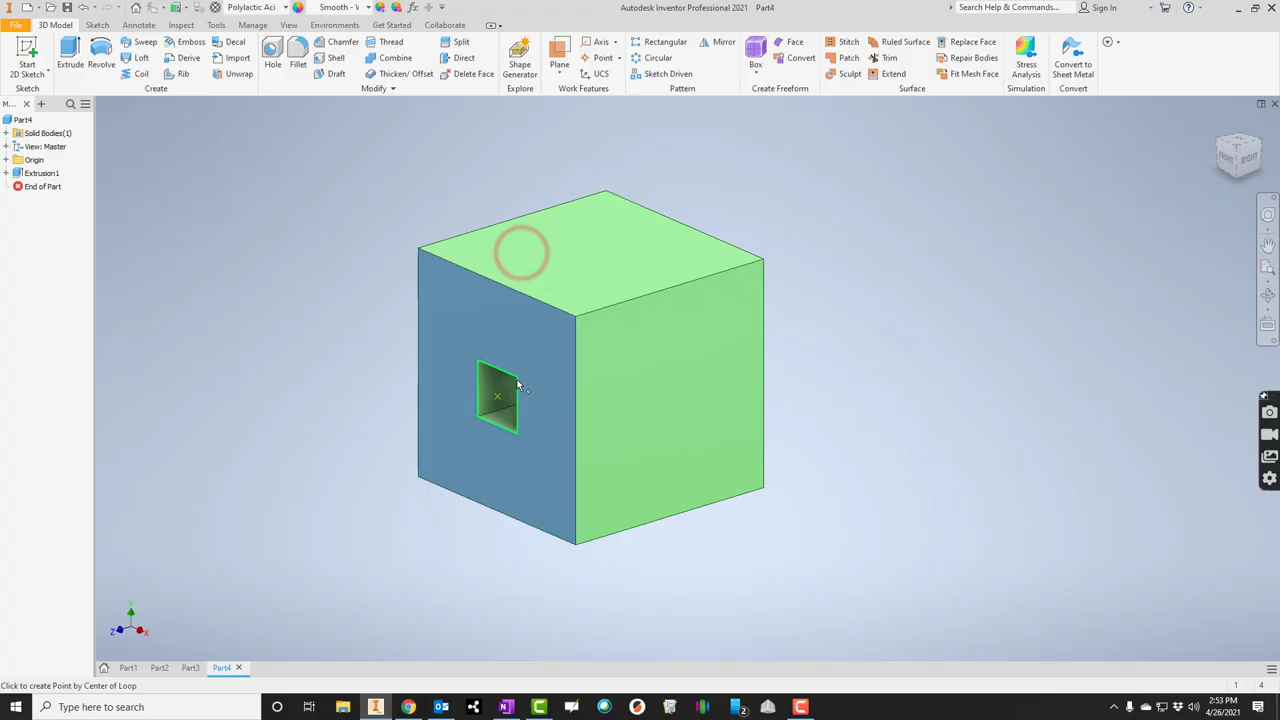 Polylactic Aci Smooth - Autodesk Inventor Professional 2021 Part4 Search Help & Commands... Sign In
File 3D Model Sketch Annotate Inspect Tools Manage View Environments Get Started Collaborate
Start 2D Sketch Extrude Revolve Sweep Emboss Decal Hole Fillet Chamfer Thread Split Shape Generator Plane Axis Rectangular Mirror Box Face Stitch Ruled Surface Replace Face Stress Analysis Convert to Sheet Metal
Loft Derive Import Shell Combine Direct Point Circular Convert Patch Trim Repair Bodies
Coil Rib Unwrap Draft Thicken/ Offset Delete Face UCS Sketch Driven Sculpt Extend Fit Mesh Face
Sketch Create Modify Explore Work Features Pattern Create Freeform Surface Simulation Convert
M...
Part4
Solid Bodies(1)
View: Master
Origin
Extrusion1
End of Part
FRONT RIGHT
Y
Z X
Part1 Part2 Part3 Part4
Click to create Point by Center of Loop 1 4
Type here to search 2 2:53 PM
4/26/2021